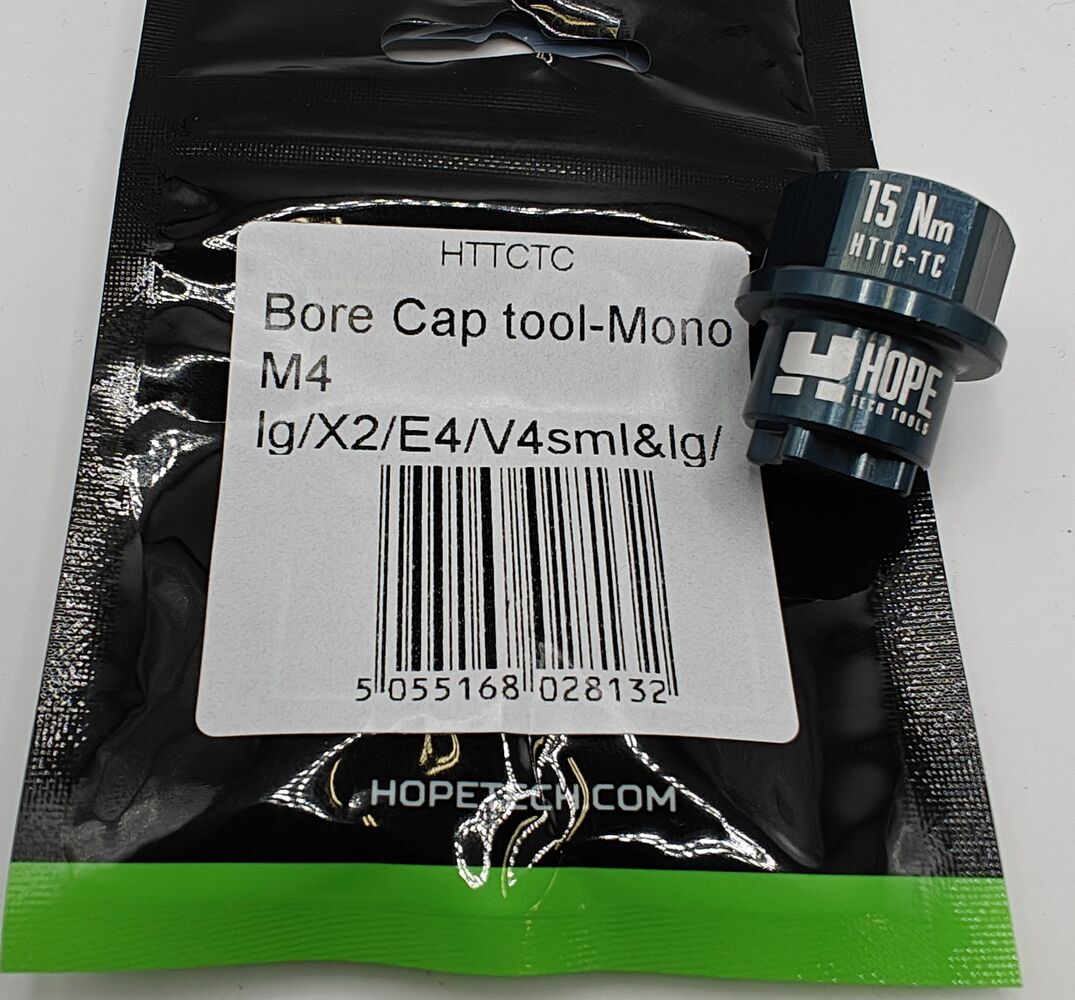 HTTCTC
Bore Cap tool-Mono
M4
lg/X2/E4/V4sml&lg/
5 055168 028132
HOPETECH.COM
15 Nm
HTTC-TC
HOPE
TECH TOOLS